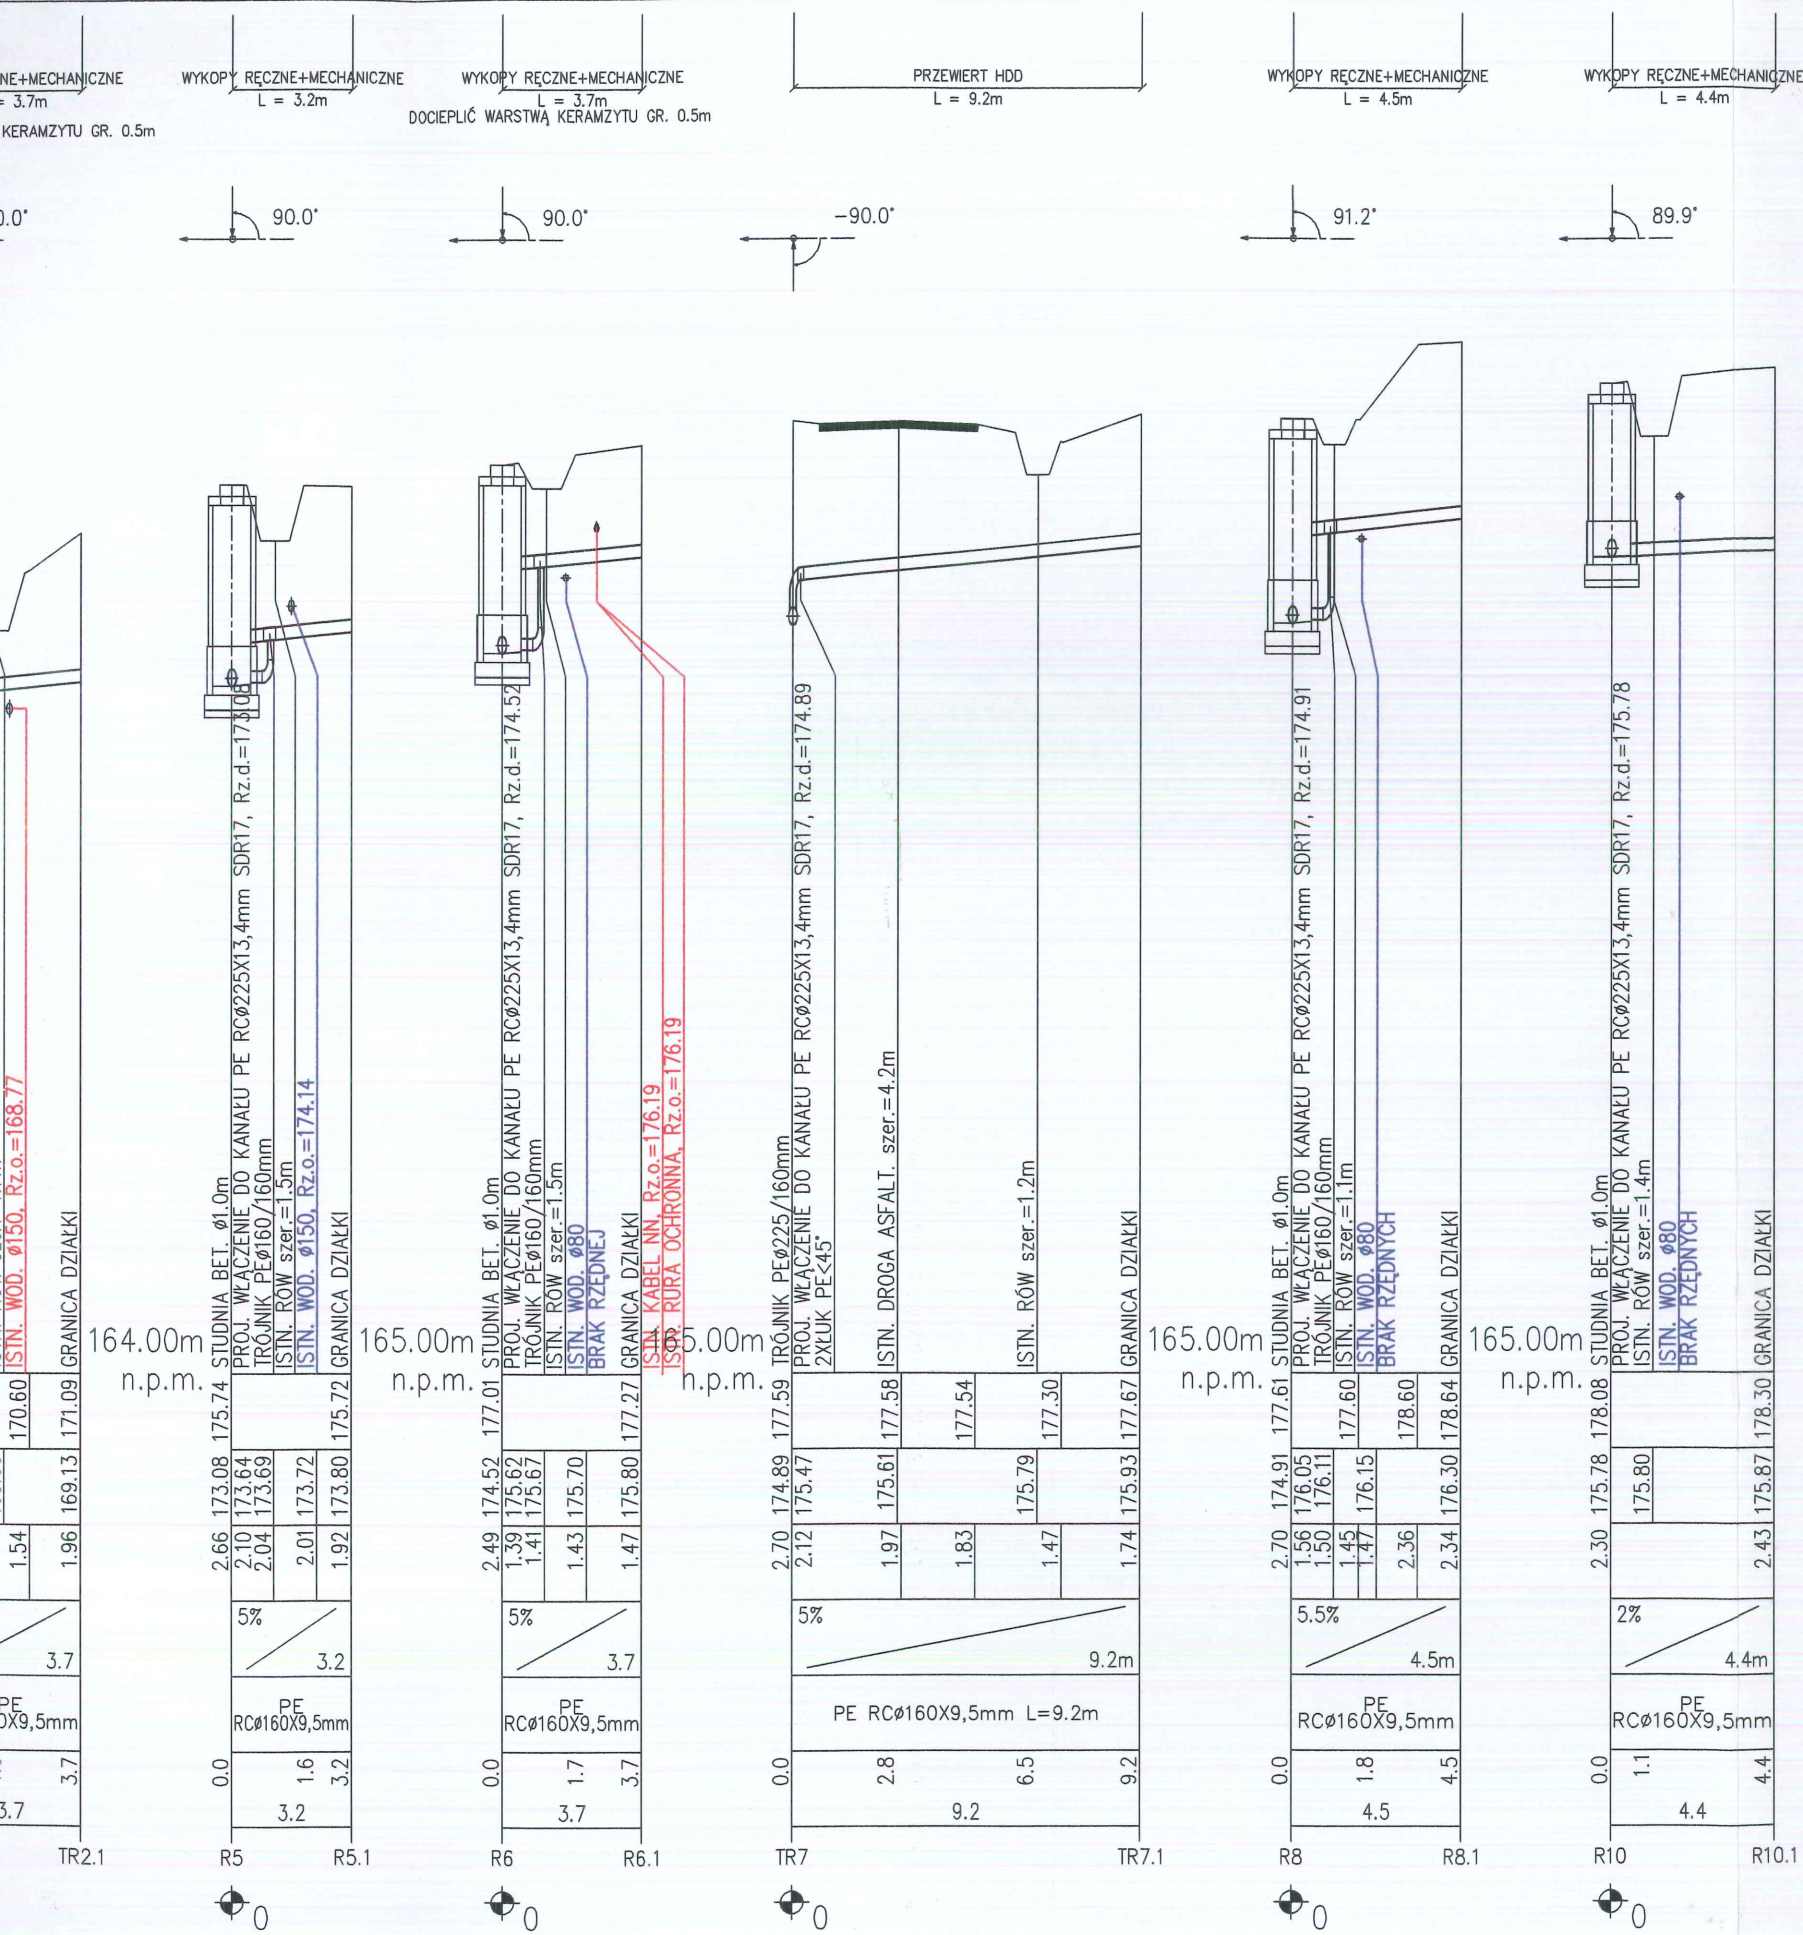 NE+MECHANICZNE
= 3.7m
KERAMZYTU GR. 0.5m
WYKOPY RĘCZNE+MECHANICZNE
L = 3.2m
WYKOPY RĘCZNE+MECHANICZNE
L = 3.7m
DOCIEPLIĆ WARSTWĄ KERAMZYTU GR. 0.5m
PRZEWIERT HDD
L = 9.2m
WYKOPY RĘCZNE+MECHANICZNE
L = 4.5m
WYKOPY RĘCZNE+MECHANICZNE
L = 4.4m
0.0°
90.0°
90.0°
-90.0°
91.2°
89.9°
ISTN. WOD. ø150, Rz.o.=168.77
GRANICA DZIAŁKI
170.60
171.09
169.13
1.54
1.96
3.7
PE
0X9,5mm
3.7
3.7
TR2.1
164.00m
n.p.m.
STUDNIA BET. ø1.0m
PROJ. WŁĄCZENIE DO KANAŁU PE RCø225X13,4mm SDR17, Rz.d.=173.08
TRÓJNIK PEø160/160mm
ISTN. RÓW szer.=1.5m
ISTN. WOD. ø150, Rz.o.=174.14
GRANICA DZIAŁKI
175.74
175.72
173.08
173.64
173.69
173.72
173.80
2.66
2.10
2.04
2.01
1.92
5%
3.2
PE
RCø160X9,5mm
0.0
1.6
3.2
3.2
R5
R5.1
0
165.00m
n.p.m.
STUDNIA BET. ø1.0m
PROJ. WŁĄCZENIE DO KANAŁU PE RCø225X13,4mm SDR17, Rz.d.=174.52
TRÓJNIK PEø160/160mm
ISTN. RÓW szer.=1.5m
ISTN. WOD. ø80
BRAK RZĘDNEJ
GRANICA DZIAŁKI
ISTN. KABEL NN, Rz.o.=176.19
ISTN. RURA OCHRONNA, Rz.o.=176.19
177.01
177.27
174.52
175.62
175.67
175.70
175.80
2.49
1.39
1.41
1.43
1.47
5%
3.7
PE
RCø160X9,5mm
0.0
1.7
3.7
3.7
R6
R6.1
0
165.00m
n.p.m.
TRÓJNIK PEø225/160mm
PROJ. WŁĄCZENIE DO KANAŁU PE RCø225X13,4mm SDR17, Rz.d.=174.89
2XŁUK PE<45°
ISTN. DROGA ASFALT. szer.=4.2m
ISTN. RÓW szer.=1.2m
GRANICA DZIAŁKI
177.59
177.58
177.54
177.30
177.67
174.89
175.47
175.61
175.79
175.93
2.70
2.12
1.97
1.83
1.47
1.74
5%
9.2m
PE RCø160X9,5mm L=9.2m
0.0
2.8
6.5
9.2
9.2
TR7
TR7.1
0
165.00m
n.p.m.
STUDNIA BET. ø1.0m
PROJ. WŁĄCZENIE DO KANAŁU PE RCø225X13,4mm SDR17, Rz.d.=174.91
TRÓJNIK PEø160/160mm
ISTN. RÓW szer.=1.1m
ISTN. WOD. ø80
BRAK RZĘDNYCH
GRANICA DZIAŁKI
177.61
177.60
178.60
178.64
174.91
176.05
176.11
176.15
176.30
2.70
1.56
1.50
1.45
1.47
2.36
2.34
5.5%
4.5m
PE
RCø160X9,5mm
0.0
1.8
4.5
4.5
R8
R8.1
0
165.00m
n.p.m.
STUDNIA BET. ø1.0m
PROJ. WŁĄCZENIE DO KANAŁU PE RCø225X13,4mm SDR17, Rz.d.=175.78
ISTN. RÓW szer.=1.4m
ISTN. WOD. ø80
BRAK RZĘDNYCH
GRANICA DZIAŁKI
178.08
178.30
175.78
175.80
175.87
2.30
2.43
2%
4.4m
PE
RCø160X9,5mm
0.0
1.1
4.4
4.4
R10
R10.1
0